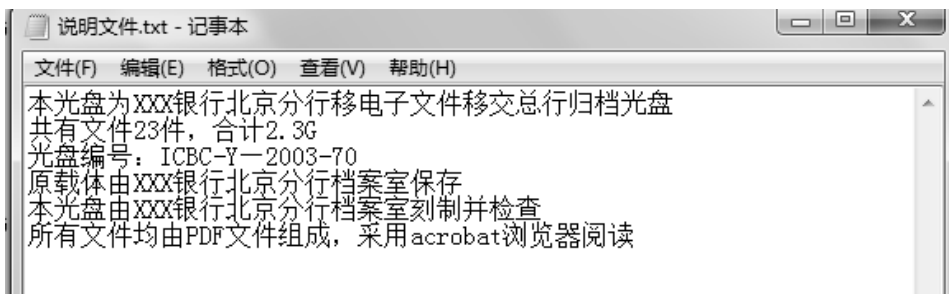 说明文件.txt - 记事本
文件(F) 编辑(E) 格式(O) 查看(V) 帮助(H)
本光盘为XXX银行北京分行移电子文件移交总行归档光盘
共有文件23件，合计2.3G
光盘编号：ICBC-Y—2003-70
原载体由XXX银行北京分行档案室保存
本光盘由XXX银行北京分行档案室刻制并检查
所有文件均由PDF文件组成，采用acrobat浏览器阅读